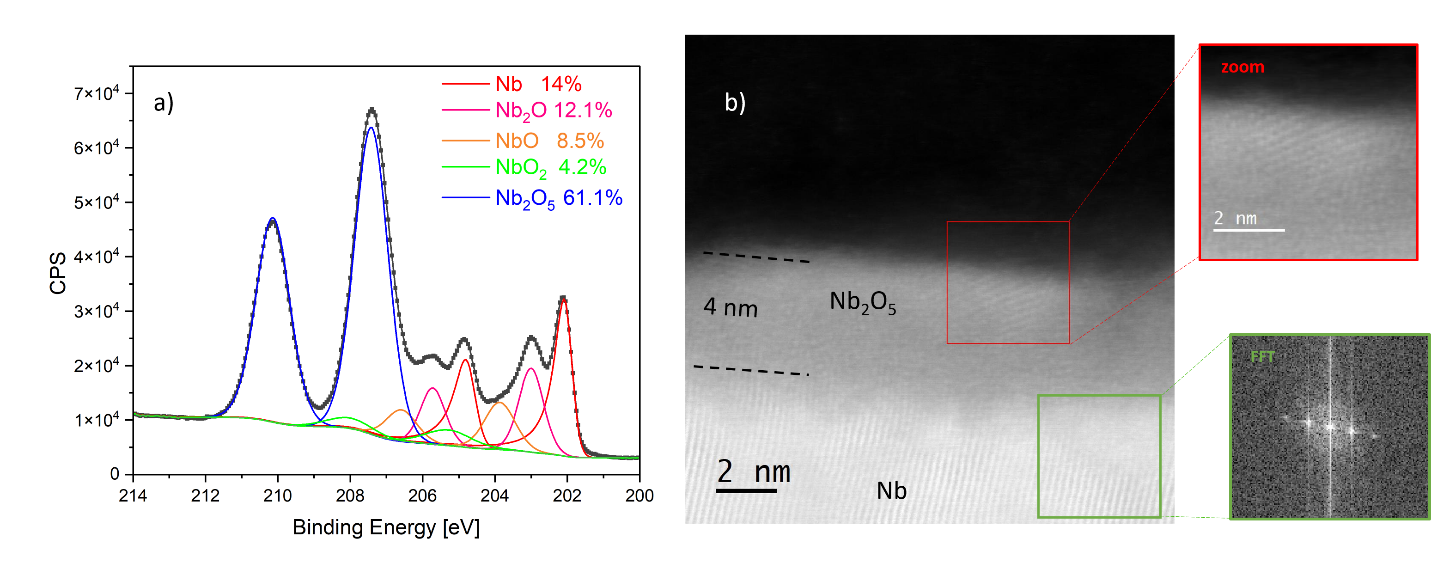 a)
Nb 14%
Nb₂O 12.1%
NbO 8.5%
NbO₂ 4.2%
Nb₂O₅ 61.1%
7×10⁴
6×10⁴
5×10⁴
4×10⁴
3×10⁴
2×10⁴
1×10⁴
0
CPS
214 212 210 208 206 204 202 200
Binding Energy [eV]
b)
4 nm
Nb₂O₅
2 nm
Nb
zoom
2 nm
FFT